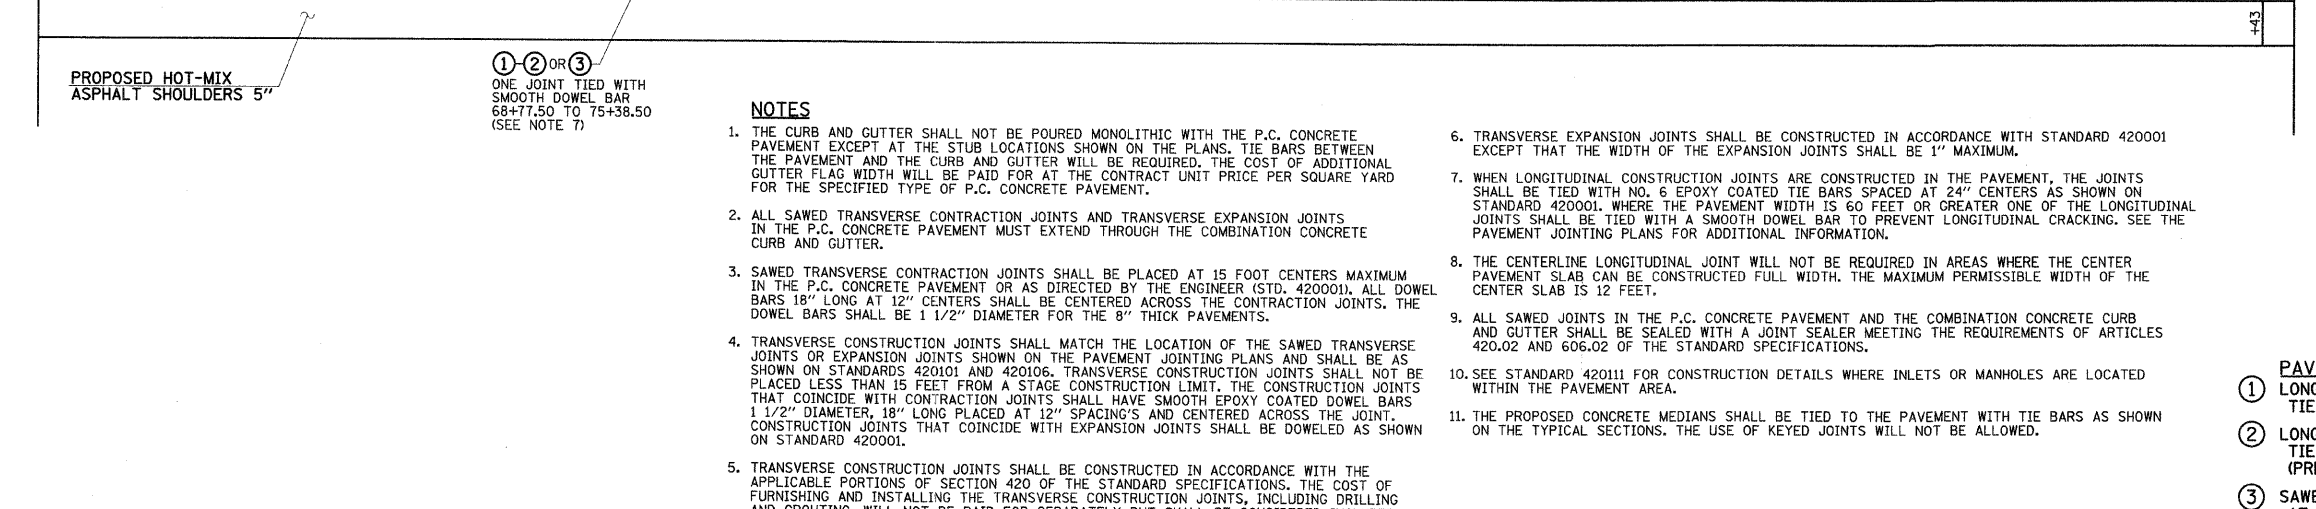 +43
PROPOSED HOT-MIX
ASPHALT SHOULDERS 5"
1-2 OR 3
ONE JOINT TIED WITH
SMOOTH DOWEL BAR
68+77.50 TO 75+38.50
(SEE NOTE 7)
NOTES
1. THE CURB AND GUTTER SHALL NOT BE POURED MONOLITHIC WITH THE P.C. CONCRETE
PAVEMENT EXCEPT AT THE STUB LOCATIONS SHOWN ON THE PLANS. TIE BARS BETWEEN
THE PAVEMENT AND THE CURB AND GUTTER WILL BE REQUIRED. THE COST OF ADDITIONAL
GUTTER FLAG WIDTH WILL BE PAID FOR AT THE CONTRACT UNIT PRICE PER SQUARE YARD
FOR THE SPECIFIED TYPE OF P.C. CONCRETE PAVEMENT.
2. ALL SAWED TRANSVERSE CONTRACTION JOINTS AND TRANSVERSE EXPANSION JOINTS
IN THE P.C. CONCRETE PAVEMENT MUST EXTEND THROUGH THE COMBINATION CONCRETE
CURB AND GUTTER.
3. SAWED TRANSVERSE CONTRACTION JOINTS SHALL BE PLACED AT 15 FOOT CENTERS MAXIMUM
IN THE P.C. CONCRETE PAVEMENT OR AS DIRECTED BY THE ENGINEER (STD. 420001). ALL DOWEL
BARS 18" LONG AT 12" CENTERS SHALL BE CENTERED ACROSS THE CONTRACTION JOINTS. THE
DOWEL BARS SHALL BE 1 1/2" DIAMETER FOR THE 8" THICK PAVEMENTS.
4. TRANSVERSE CONSTRUCTION JOINTS SHALL MATCH THE LOCATION OF THE SAWED TRANSVERSE
JOINTS OR EXPANSION JOINTS SHOWN ON THE PAVEMENT JOINTING PLANS AND SHALL BE AS
SHOWN ON STANDARDS 420101 AND 420106. TRANSVERSE CONSTRUCTION JOINTS SHALL NOT BE
PLACED LESS THAN 15 FEET FROM A STAGE CONSTRUCTION LIMIT. THE CONSTRUCTION JOINTS
THAT COINCIDE WITH CONTRACTION JOINTS SHALL HAVE SMOOTH EPOXY COATED DOWEL BARS
1 1/2" DIAMETER, 18" LONG PLACED AT 12" SPACING'S AND CENTERED ACROSS THE JOINT.
CONSTRUCTION JOINTS THAT COINCIDE WITH EXPANSION JOINTS SHALL BE DOWELED AS SHOWN
ON STANDARD 420001.
5. TRANSVERSE CONSTRUCTION JOINTS SHALL BE CONSTRUCTED IN ACCORDANCE WITH THE
APPLICABLE PORTIONS OF SECTION 420 OF THE STANDARD SPECIFICATIONS. THE COST OF
FURNISHING AND INSTALLING THE TRANSVERSE CONSTRUCTION JOINTS, INCLUDING DRILLING
6. TRANSVERSE EXPANSION JOINTS SHALL BE CONSTRUCTED IN ACCORDANCE WITH STANDARD 420001
EXCEPT THAT THE WIDTH OF THE EXPANSION JOINTS SHALL BE 1" MAXIMUM.
7. WHEN LONGITUDINAL CONSTRUCTION JOINTS ARE CONSTRUCTED IN THE PAVEMENT, THE JOINTS
SHALL BE TIED WITH NO. 6 EPOXY COATED TIE BARS SPACED AT 24" CENTERS AS SHOWN ON
STANDARD 420001. WHERE THE PAVEMENT WIDTH IS 60 FEET OR GREATER ONE OF THE LONGITUDINAL
JOINTS SHALL BE TIED WITH A SMOOTH DOWEL BAR TO PREVENT LONGITUDINAL CRACKING. SEE THE
PAVEMENT JOINTING PLANS FOR ADDITIONAL INFORMATION.
8. THE CENTERLINE LONGITUDINAL JOINT WILL NOT BE REQUIRED IN AREAS WHERE THE CENTER
PAVEMENT SLAB CAN BE CONSTRUCTED FULL WIDTH. THE MAXIMUM PERMISSIBLE WIDTH OF THE
CENTER SLAB IS 12 FEET.
9. ALL SAWED JOINTS IN THE P.C. CONCRETE PAVEMENT AND THE COMBINATION CONCRETE CURB
AND GUTTER SHALL BE SEALED WITH A JOINT SEALER MEETING THE REQUIREMENTS OF ARTICLES
420.02 AND 606.02 OF THE STANDARD SPECIFICATIONS.
10. SEE STANDARD 420111 FOR CONSTRUCTION DETAILS WHERE INLETS OR MANHOLES ARE LOCATED
WITHIN THE PAVEMENT AREA.
11. THE PROPOSED CONCRETE MEDIANS SHALL BE TIED TO THE PAVEMENT WITH TIE BARS AS SHOWN
ON THE TYPICAL SECTIONS. THE USE OF KEYED JOINTS WILL NOT BE ALLOWED.
PAV
1 LONG
TIE
2 LONG
TIE
(PRE
3 SAWE